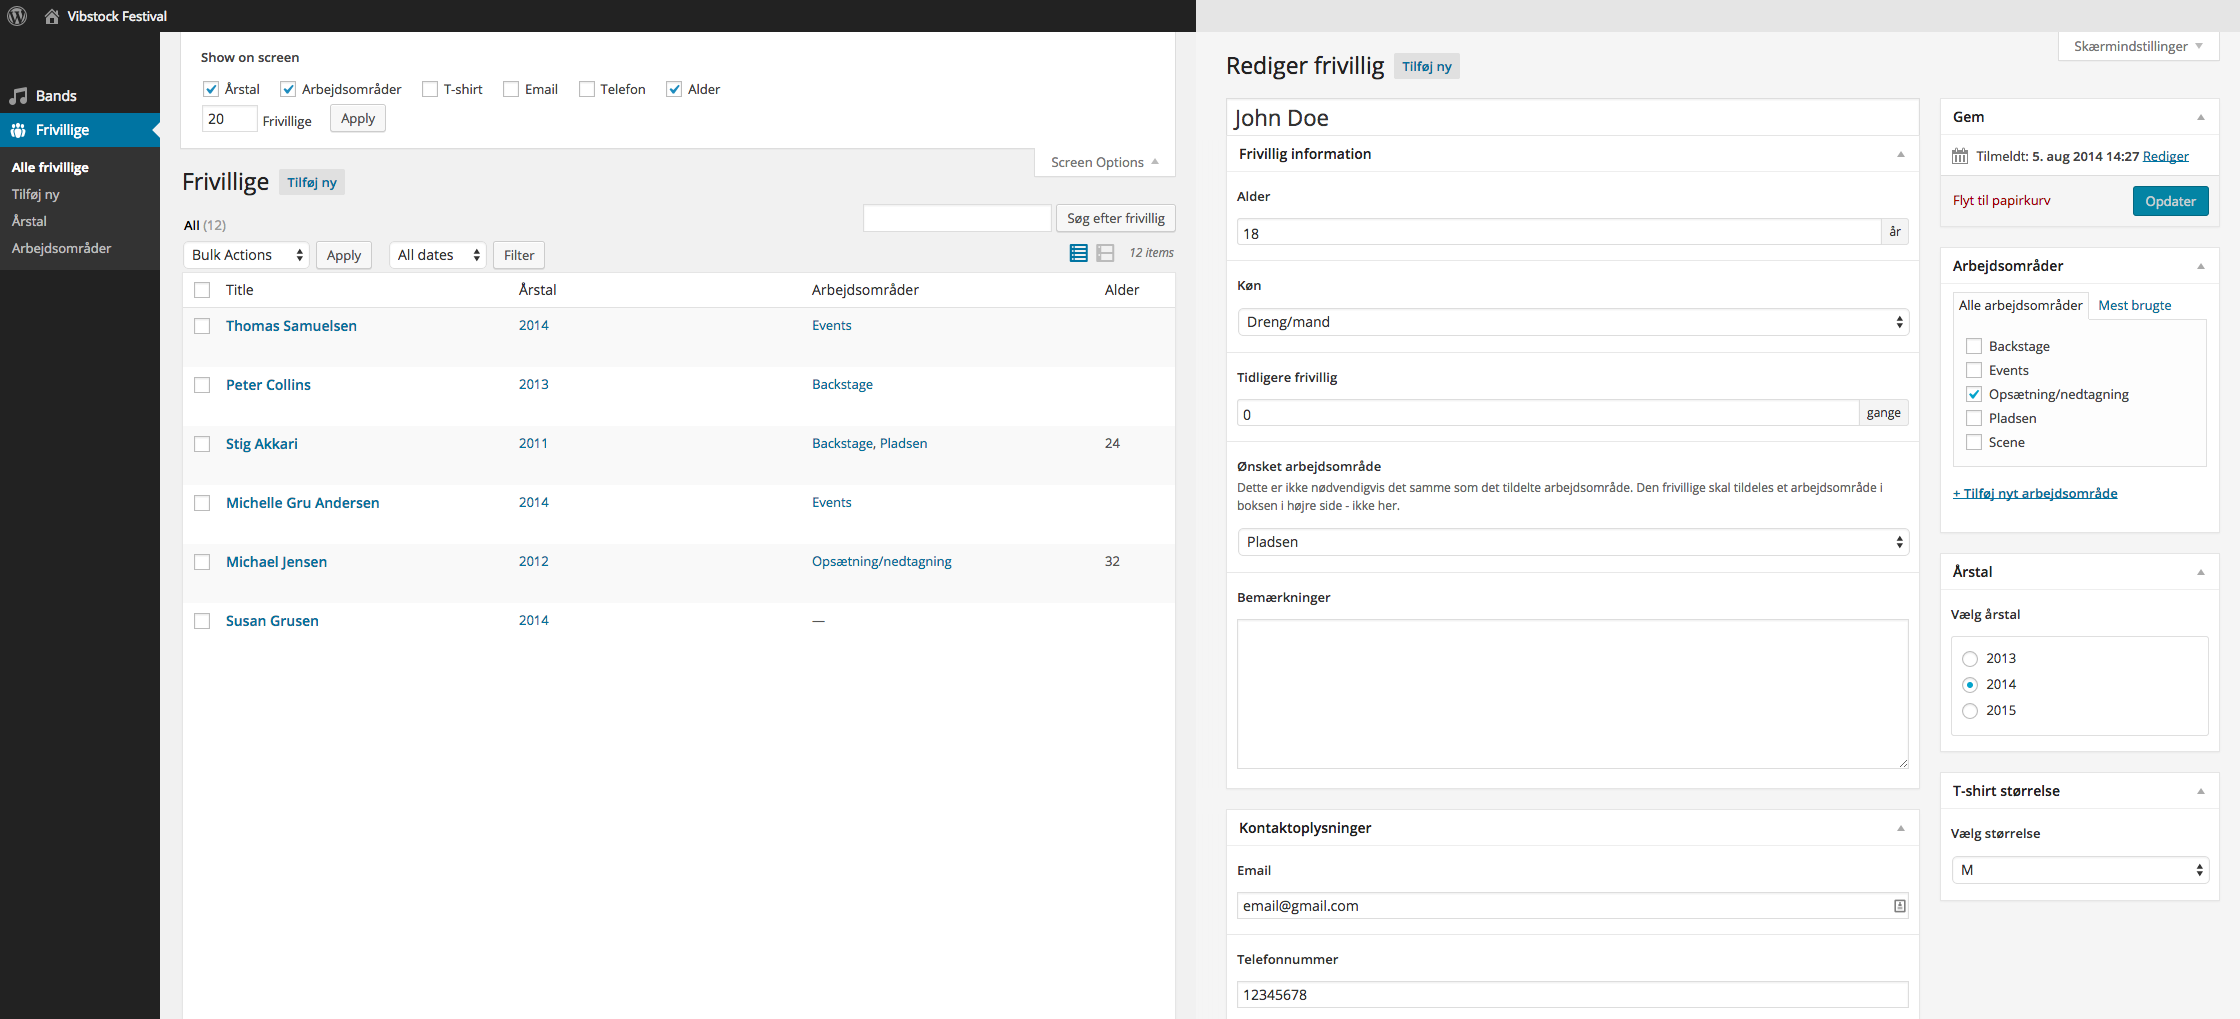 Vibstock Festival
Bands
Frivillige
Alle frivillige
Tilføj ny
Årstal
Arbejdsområder
Show on screen
Årstal Arbejdsområder T-shirt Email Telefon Alder
20 Frivillige Apply
Screen Options
Frivillige Tilføj ny
All (12)
Søg efter frivillig
Bulk Actions Apply All dates Filter 12 items
Title Årstal Arbejdsområder Alder
Thomas Samuelsen 2014 Events
Peter Collins 2013 Backstage
Stig Akkari 2011 Backstage, Pladsen 24
Michelle Gru Andersen 2014 Events
Michael Jensen 2012 Opsætning/nedtagning 32
Susan Grusen 2014 —
Skærmindstillinger
Rediger frivillig Tilføj ny
John Doe
Frivillig information
Alder
18 år
Køn
Dreng/mand
Tidligere frivillig
0 gange
Ønsket arbejdsområde
Dette er ikke nødvendigvis det samme som det tildelte arbejdsområde. Den frivillige skal tildeles et arbejdsområde i
boksen i højre side - ikke her.
Pladsen
Bemærkninger
Kontaktoplysninger
Email
email@gmail.com
Telefonnummer
12345678
Gem
Tilmeldt: 5. aug 2014 14:27 Rediger
Flyt til papirkurv Opdater
Arbejdsområder
Alle arbejdsområder Mest brugte
Backstage
Events
Opsætning/nedtagning
Pladsen
Scene
+ Tilføj nyt arbejdsområde
Årstal
Vælg årstal
2013
2014
2015
T-shirt størrelse
Vælg størrelse
M